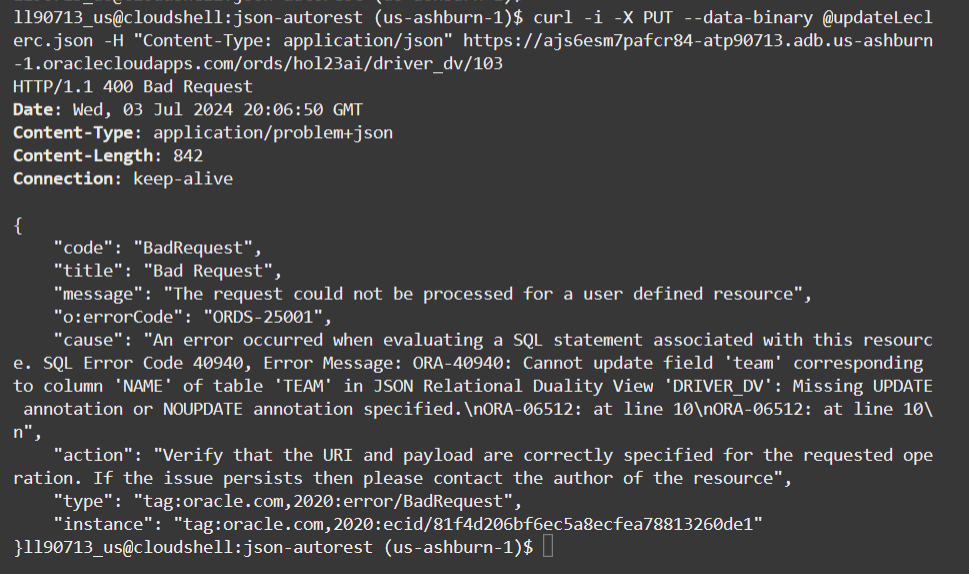 ll90713_us@cloudshell:json-autorest (us-ashburn-1)$ curl -i -X PUT --data-binary @updateLecl
erc.json -H "Content-Type: application/json" https://ajs6esm7pafcr84-atp90713.adb.us-ashburn
-1.oraclecloudapps.com/ords/hol23ai/driver_dv/103
HTTP/1.1 400 Bad Request
Date: Wed, 03 Jul 2024 20:06:50 GMT
Content-Type: application/problem+json
Content-Length: 842
Connection: keep-alive

{
    "code": "BadRequest",
    "title": "Bad Request",
    "message": "The request could not be processed for a user defined resource",
    "o:errorCode": "ORDS-25001",
    "cause": "An error occurred when evaluating a SQL statement associated with this resourc
e. SQL Error Code 40940, Error Message: ORA-40940: Cannot update field 'team' corresponding
to column 'NAME' of table 'TEAM' in JSON Relational Duality View 'DRIVER_DV': Missing UPDATE
 annotation or NOUPDATE annotation specified.\nORA-06512: at line 10\nORA-06512: at line 10\
n",
    "action": "Verify that the URI and payload are correctly specified for the requested ope
ration. If the issue persists then please contact the author of the resource",
    "type": "tag:oracle.com,2020:error/BadRequest",
    "instance": "tag:oracle.com,2020:ecid/81f4d206bf6ec5a8ecfea78813260de1"
}ll90713_us@cloudshell:json-autorest (us-ashburn-1)$